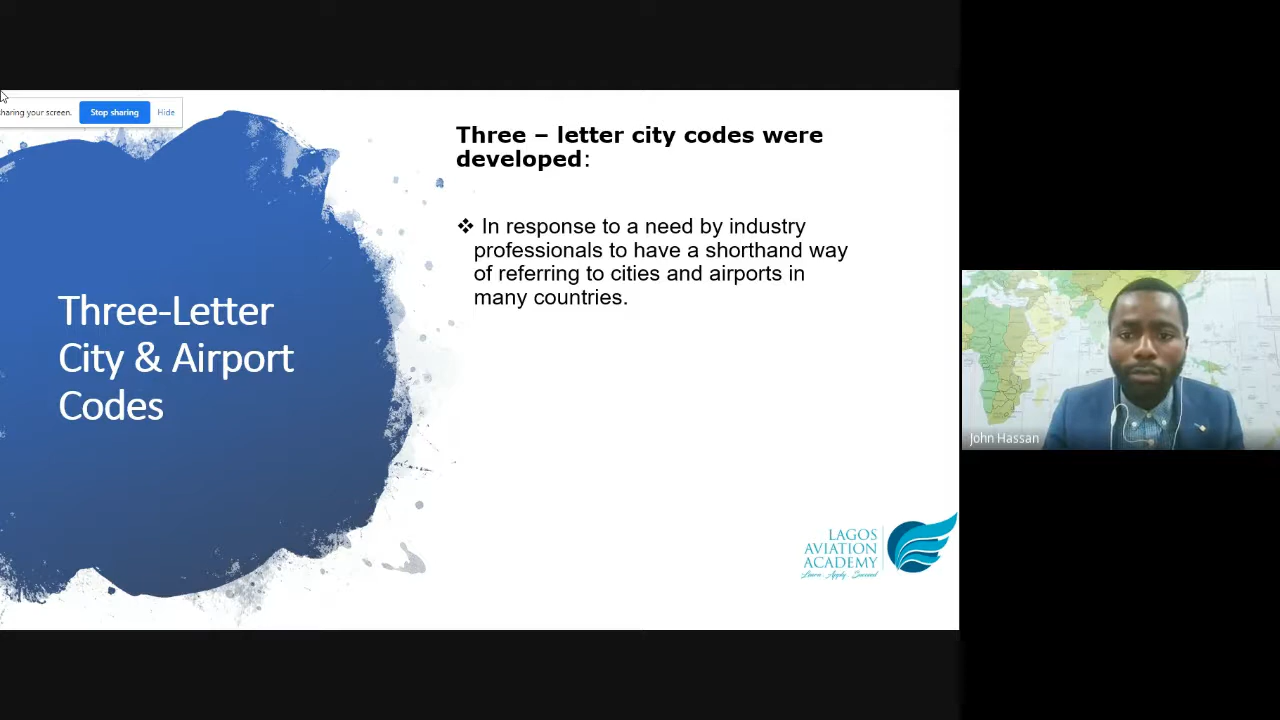 haring your screen.
Stop sharing
Hide
Three – letter city codes were
developed:
❖ In response to a need by industry
professionals to have a shorthand way
of referring to cities and airports in
many countries.
Three-Letter
City & Airport
Codes
LAGOS
AVIATION
ACADEMY
Learn . Apply . Succeed
John Hassan